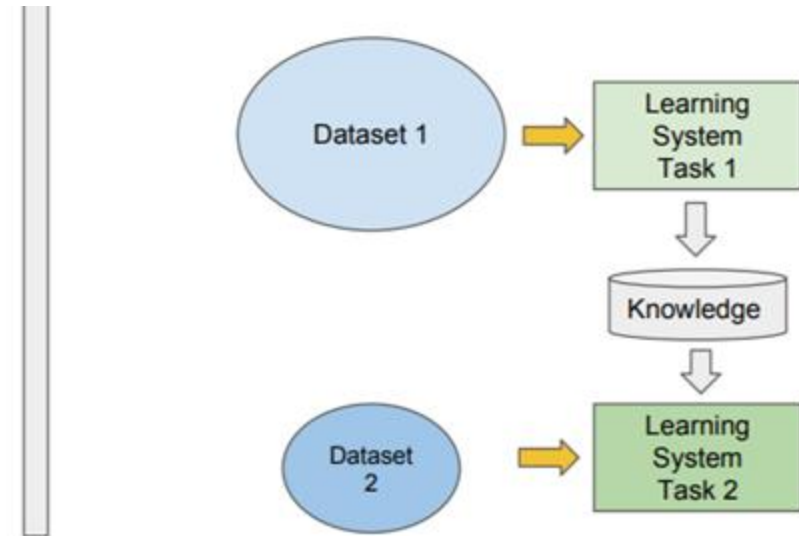 Dataset 1
Learning
System
Task 1
Knowledge
Dataset
2
Learning
System
Task 2